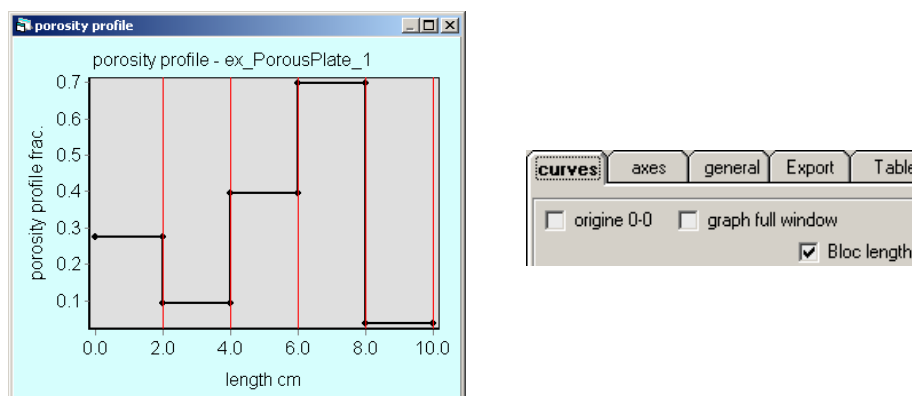 porosity profile
porosity profile - ex_PorousPlate_1
porosity profile frac.
0.7
0.6
0.5
0.4
0.3
0.2
0.1
0.0 2.0 4.0 6.0 8.0 10.0
length cm
curves axes general Export Table
origine 0-0 graph full window
Bloc length